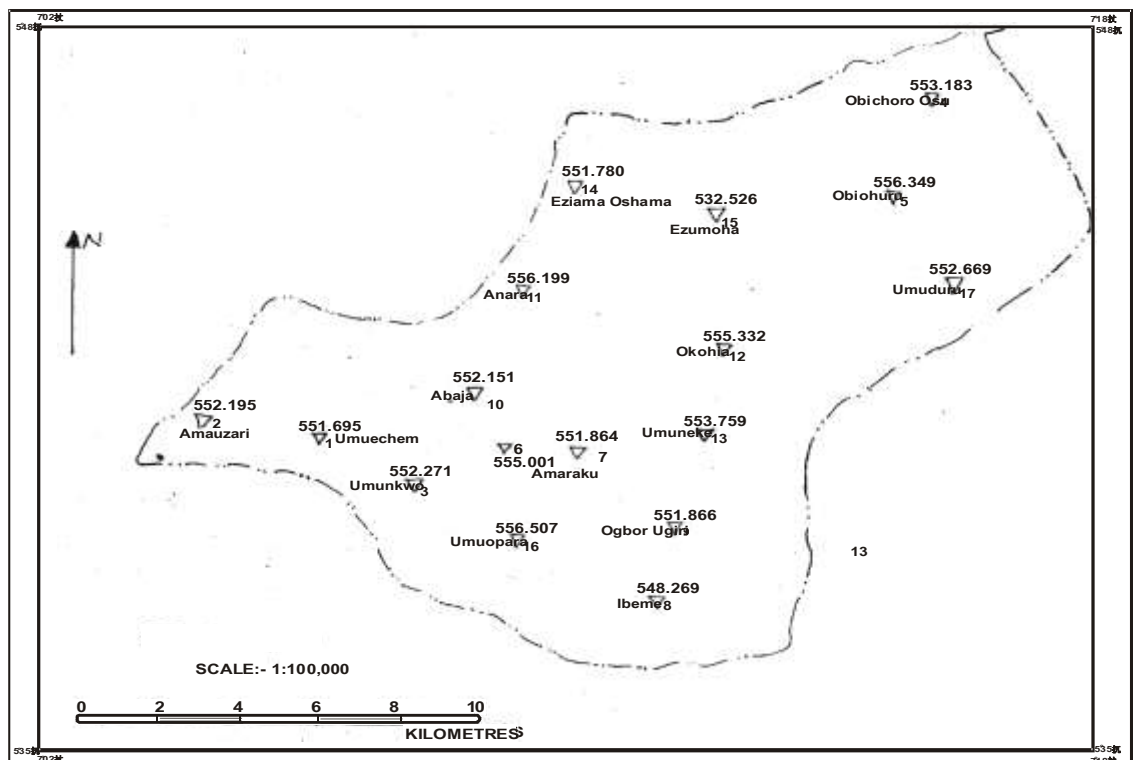 553.183
Obichoro Osu 4
551.780
14
Eziama Oshama
556.349
Obiohuru 5
532.526
15
Ezumoha
556.199
Anara 11
552.669
Umuduru 17
555.332
Okohia 12
N
552.151
Abaja 10
552.195
2
Amauzari
551.695
1 Umuechem
553.759
Umuneke 13
551.864
6
7
555.001
Amaraku
552.271
Umunkwo 3
551.866
Ogbor Ugiri
556.507
Umuopara 16
13
548.269
Ibeme 8
SCALE:- 1:100,000
0 2 4 6 8 10
KILOMETRES